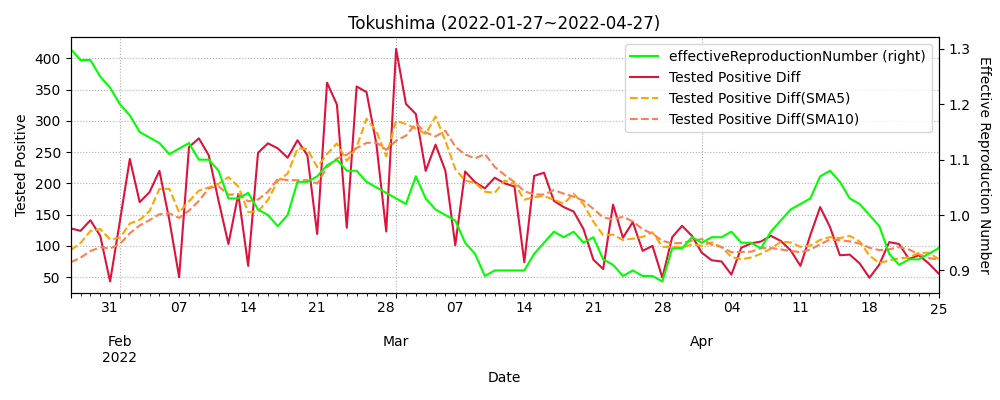 Tokushima (2022-01-27~2022-04-27)
effectiveReproductionNumber (right)
Tested Positive Diff
Tested Positive Diff(SMA5)
Tested Positive Diff(SMA10)
Tested Positive
400
350
300
250
200
150
100
50
1.3
1.2
1.1
1.0
0.9
Effective Reproduction Number
31 07 14 21 28 07 14 21 28 04 11 18 25
Feb Mar Apr
2022
Date